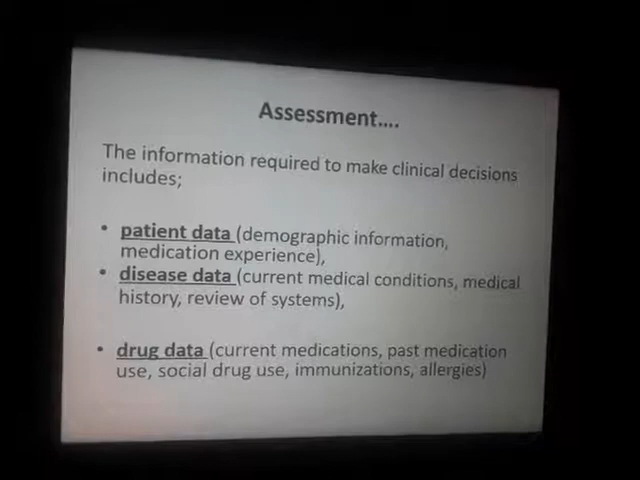 Assessment....
The information required to make clinical decisions
includes;
• patient data (demographic information,
medication experience),
• disease data (current medical conditions, medical
history, review of systems),
• drug data (current medications, past medication
use, social drug use, immunizations, allergies)